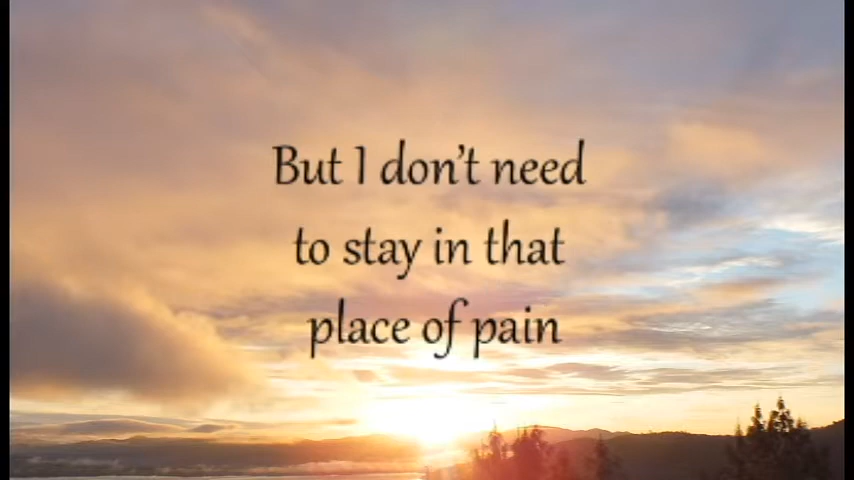 But I don't need
to stay in that
place of pain